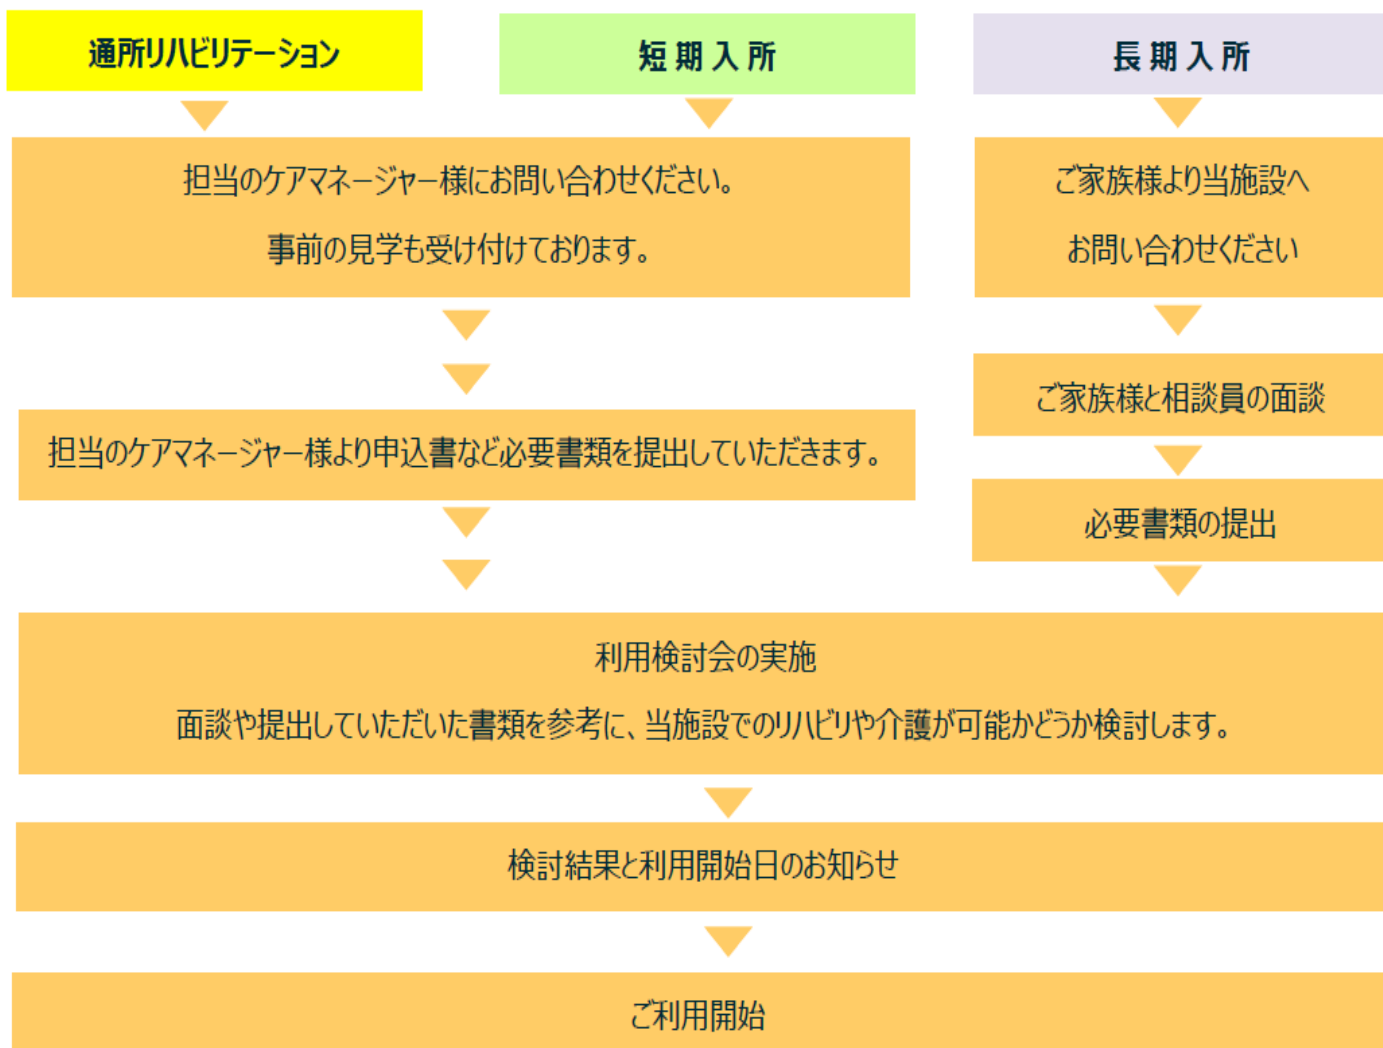 通所リハビリテーション
短期入所
長期入所
担当のケアマネージャー様にお問い合わせください。
事前の見学も受け付けております。
ご家族様より当施設へ
お問い合わせください
ご家族様と相談員の面談
担当のケアマネージャー様より申込書など必要書類を提出していただきます。
必要書類の提出
利用検討会の実施
面談や提出していただいた書類を参考に、当施設でのリハビリや介護が可能かどうか検討します。
検討結果と利用開始日のお知らせ
ご利用開始